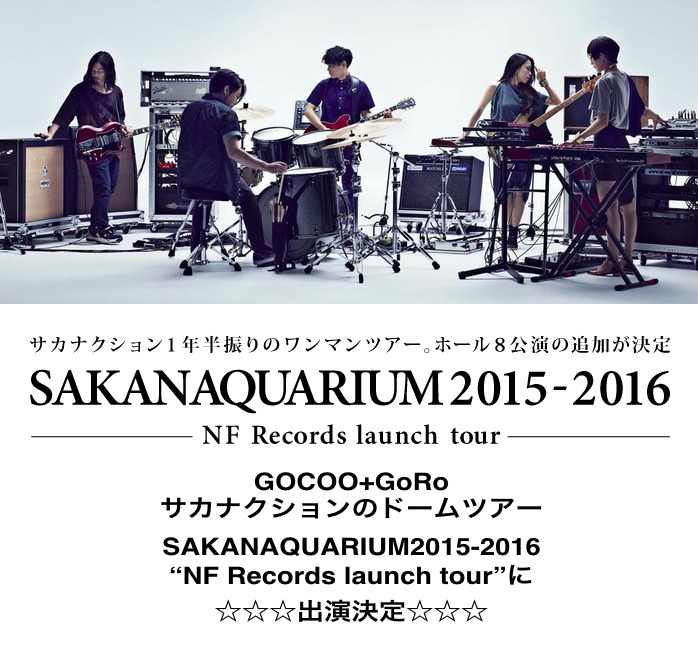 サカナクション１年半振りのワンマンツアー。ホール８公演の追加が決定
SAKANAQUARIUM 2015-2016
NF Records launch tour
GOCOO+GoRo
サカナクションのドームツアー
SAKANAQUARIUM2015-2016
“NF Records launch tour”に
☆☆☆出演決定☆☆☆